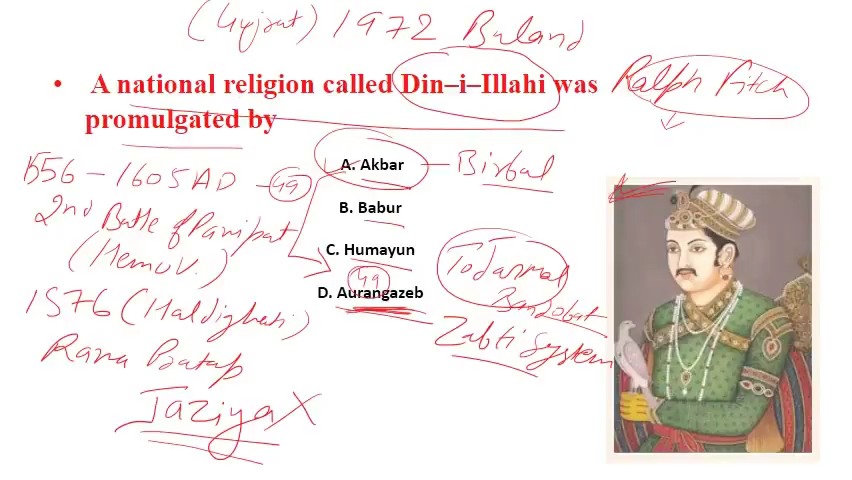 (Gujrat) 1972 Buland
• A national religion called Din–i–Illahi was Ralph Fitch
promulgated by
1556 – 1605 AD – 49
A. Akbar – Birbal
2nd Battle of Panipat
B. Babur
(Hemu V.)
C. Humayun
Todarmal
49
D. Aurangazeb
Bandobat
1576 (Haldighati)
Zabti System
Rana Pratap
Jaziya X